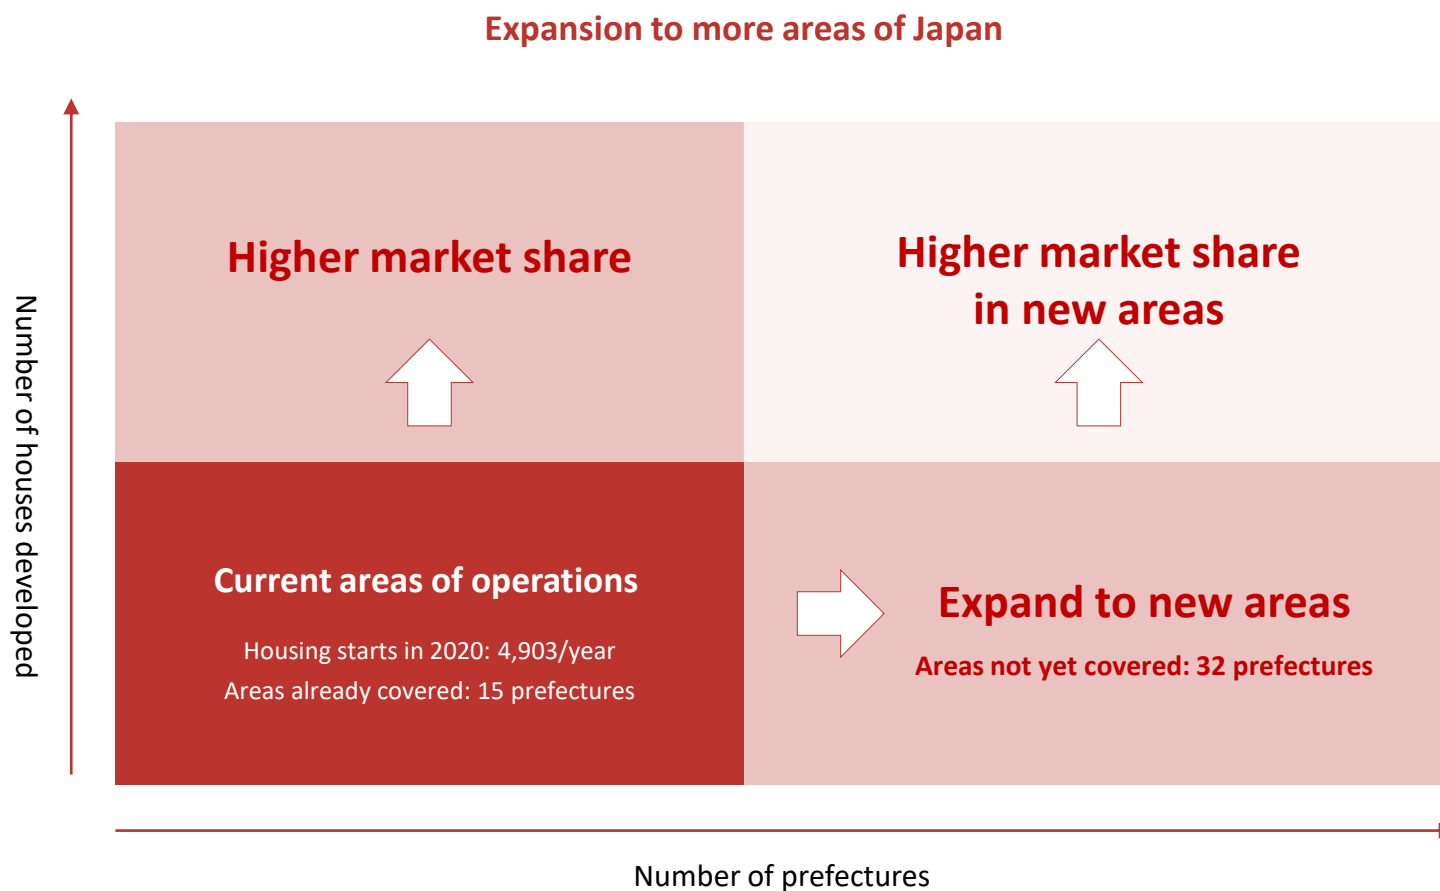 Expansion to more areas of Japan
Higher market share
Higher market share
in new areas
Number of houses developed
Current areas of operations
Housing starts in 2020: 4,903/year
Areas already covered: 15 prefectures
Expand to new areas
Areas not yet covered: 32 prefectures
Number of prefectures